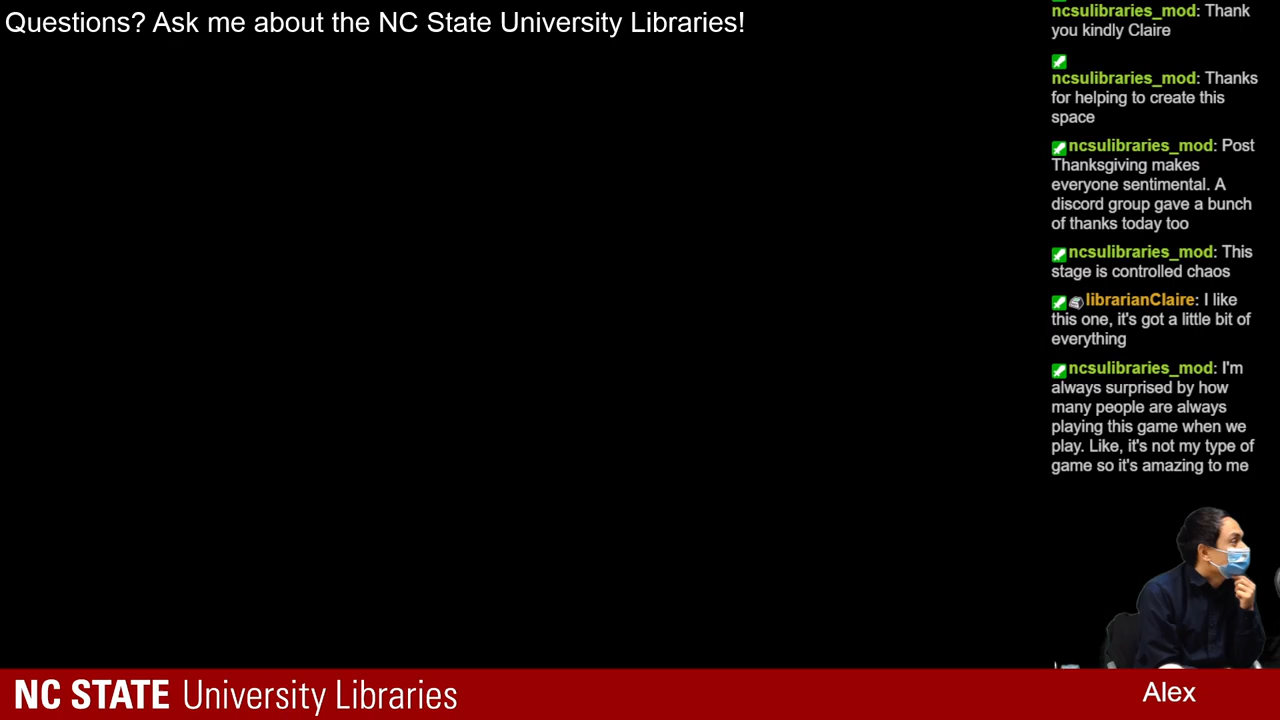 Questions? Ask me about the NC State University Libraries!
ncsulibraries_mod: Thank
you kindly Claire
ncsulibraries_mod: Thanks
for helping to create this
space
ncsulibraries_mod: Post
Thanksgiving makes
everyone sentimental. A
discord group gave a bunch
of thanks today too
ncsulibraries_mod: This
stage is controlled chaos
librarianClaire: I like
this one, it's got a little bit of
everything
ncsulibraries_mod: I'm
always surprised by how
many people are always
playing this game when we
play. Like, it's not my type of
game so it's amazing to me
NC STATE University Libraries
Alex